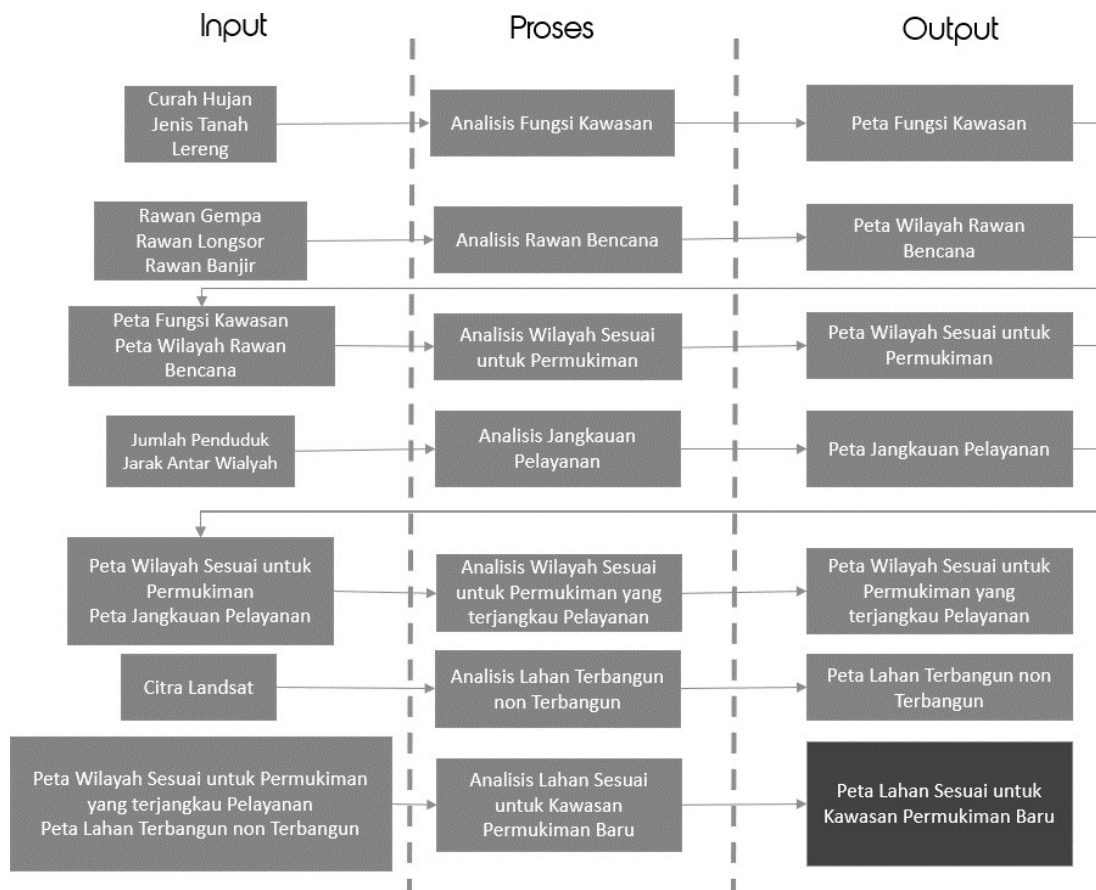 Input
Proses
Output
Curah Hujan
Jenis Tanah
Lereng
Analisis Fungsi Kawasan
Peta Fungsi Kawasan
Rawan Gempa
Rawan Longsor
Rawan Banjir
Analisis Rawan Bencana
Peta Wilayah Rawan
Bencana
Peta Fungsi Kawasan
Peta Wilayah Rawan
Bencana
Analisis Wilayah Sesuai
untuk Permukiman
Peta Wilayah Sesuai untuk
Permukiman
Jumlah Penduduk
Jarak Antar Wialyah
Analisis Jangkauan
Pelayanan
Peta Jangkauan Pelayanan
Peta Wilayah Sesuai untuk
Permukiman
Peta Jangkauan Pelayanan
Analisis Wilayah Sesuai
untuk Permukiman yang
terjangkau Pelayanan
Peta Wilayah Sesuai untuk
Permukiman yang
terjangkau Pelayanan
Citra Landsat
Analisis Lahan Terbangun
non Terbangun
Peta Lahan Terbangun non
Terbangun
Peta Wilayah Sesuai untuk Permukiman
yang terjangkau Pelayanan
Peta Lahan Terbangun non Terbangun
Analisis Lahan Sesuai
untuk Kawasan
Permukiman Baru
Peta Lahan Sesuai untuk
Kawasan Permukiman Baru